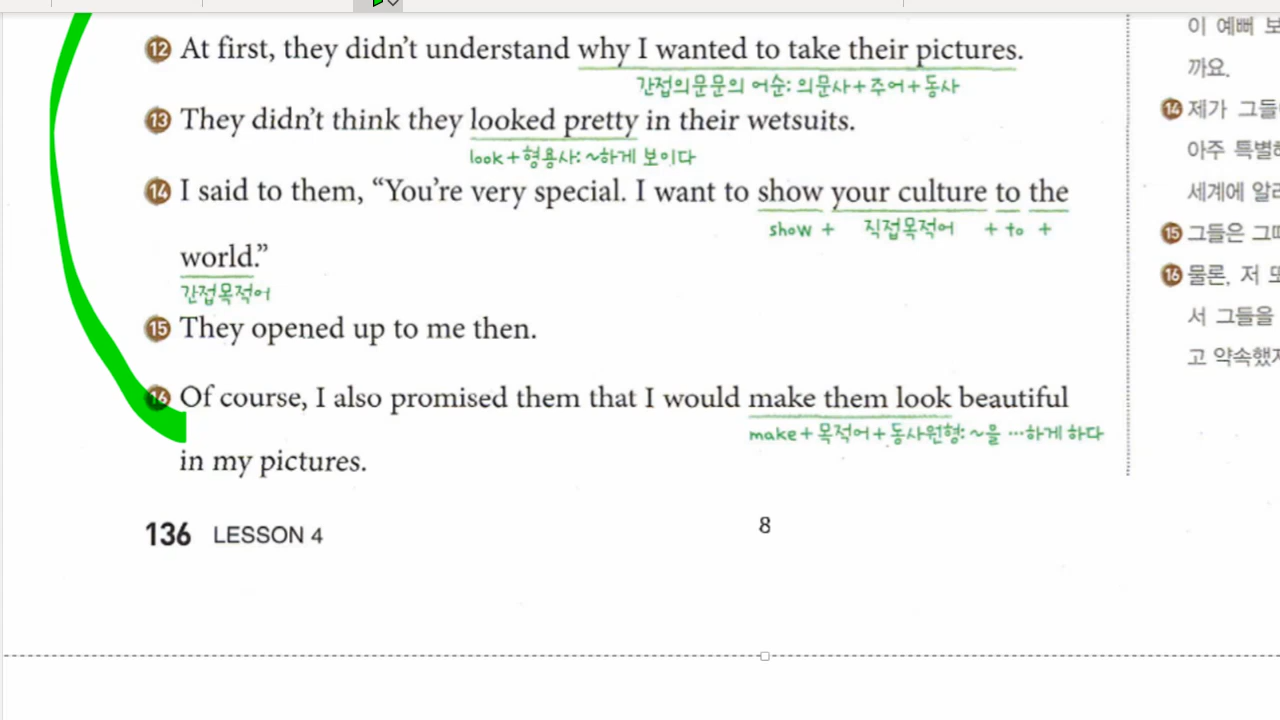 ⑫ At first, they didn’t understand why I wanted to take their pictures.
간접의문문의 어순: 의문사+주어+동사
⑬ They didn’t think they looked pretty in their wetsuits.
look+형용사: ~하게 보이다
⑭ I said to them, “You’re very special. I want to show your culture to the
show + 직접목적어 + to +
world.”
간접목적어
⑮ They opened up to me then.
⑯ Of course, I also promised them that I would make them look beautiful
make+목적어+동사원형: ~을 …하게 하다
in my pictures.
136 LESSON 4
8
이 예뻐 보
까요.
⑭ 제가 그들
아주 특별하
세계에 알리
⑮ 그들은 그때
⑯ 물론, 저 또
서 그들을
고 약속했지